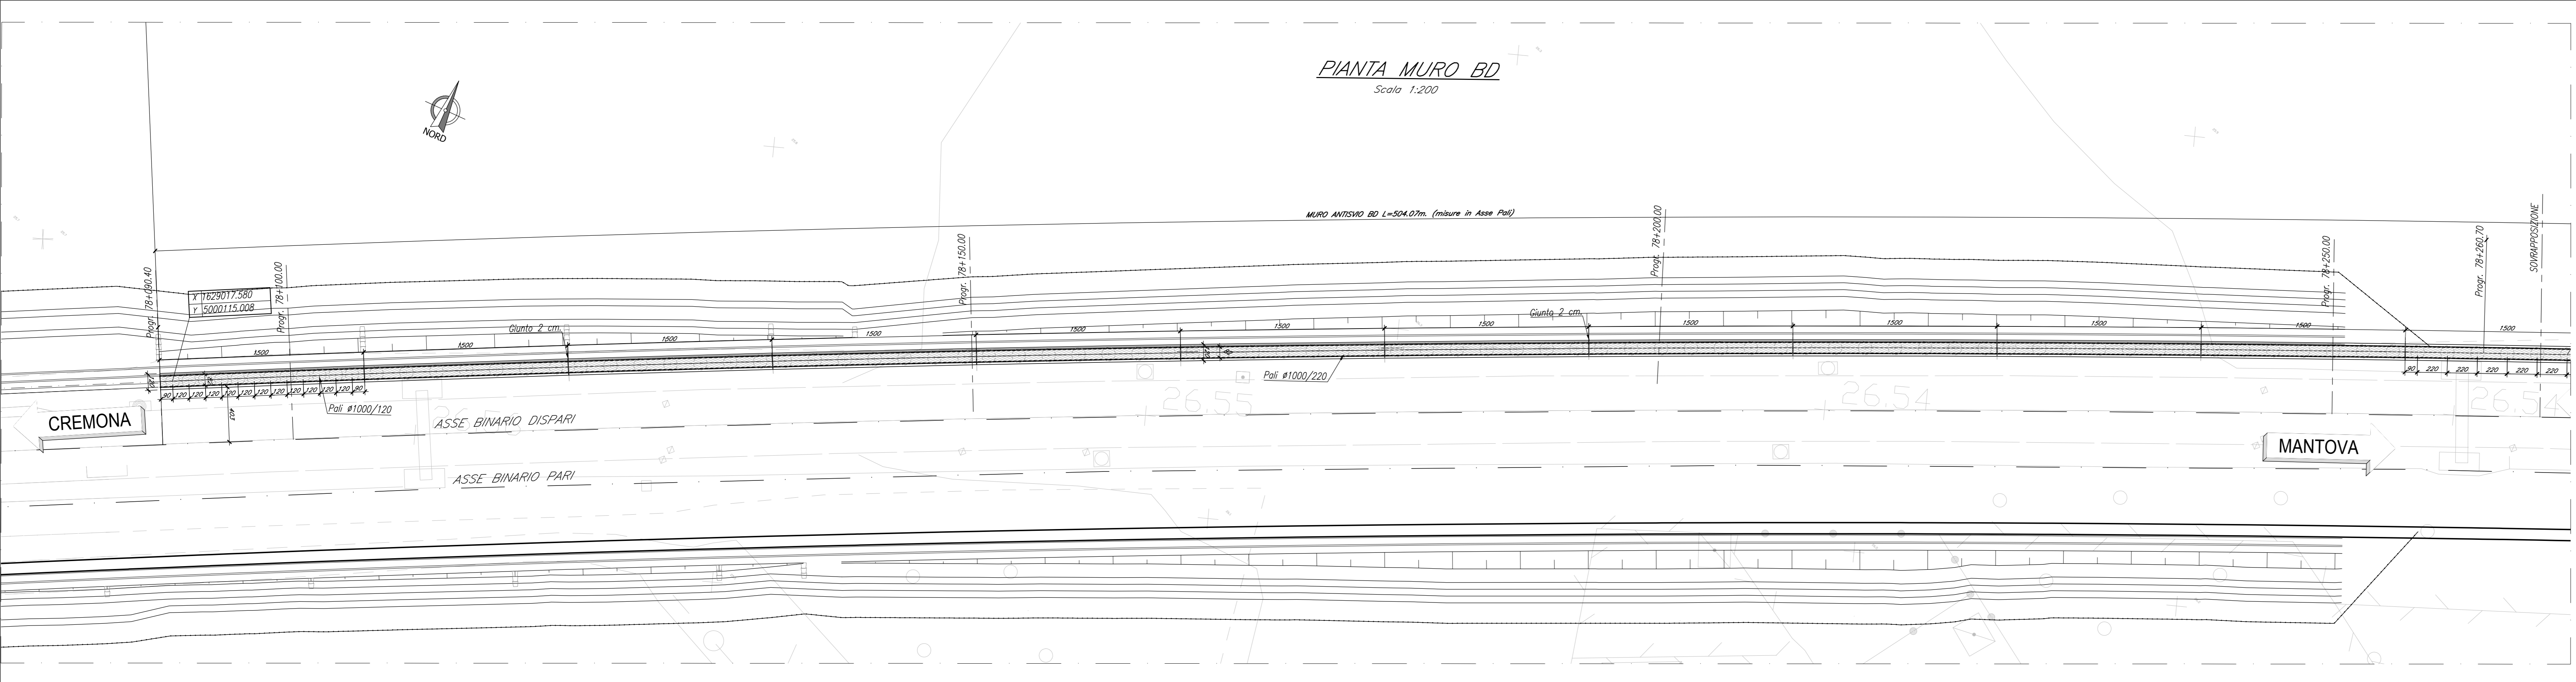 PIANTA MURO BD
Scala 1:200
NORD
MURO ANTISVIO BD L=504.07m. (misure in Asse Pali)
Progr. 78+090.40
Progr. 78+100.00
Progr. 78+150.00
Progr. 78+200.00
Progr. 78+250.00
Progr. 78+260.70
SOVRAPPOSIZIONE
X 1629017.580
Y 5000115.008
Giunto 2 cm.
Giunto 2 cm.
1500 1500 1500 1500 1500 1500 1500 1500 1500 1500 1500 1500
90 120 120 120 120 120 120 120 120 120 120 120 90
90 220 220 220 220 220
Pali ø1000/120
Pali ø1000/220
CREMONA
ASSE BINARIO DISPARI
26.55
26.54
26.54
MANTOVA
ASSE BINARIO PARI